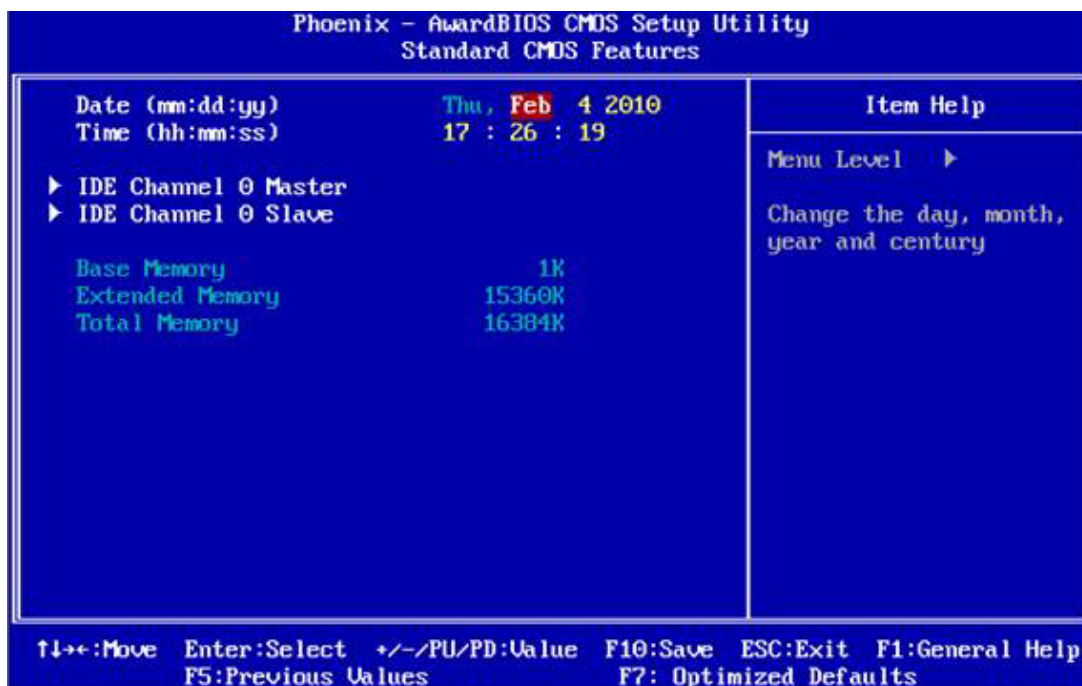 Phoenix - AwardBIOS CMOS Setup Utility
Standard CMOS Features
Date (mm:dd:yy) Thu, Feb 4 2010
Time (hh:mm:ss) 17 : 26 : 19
▶ IDE Channel 0 Master
▶ IDE Channel 0 Slave
Base Memory 1K
Extended Memory 15360K
Total Memory 16384K
Item Help
Menu Level ▶
Change the day, month,
year and century
↑↓→←:Move Enter:Select +/-/PU/PD:Value F10:Save ESC:Exit F1:General Help
F5:Previous Values F7: Optimized Defaults